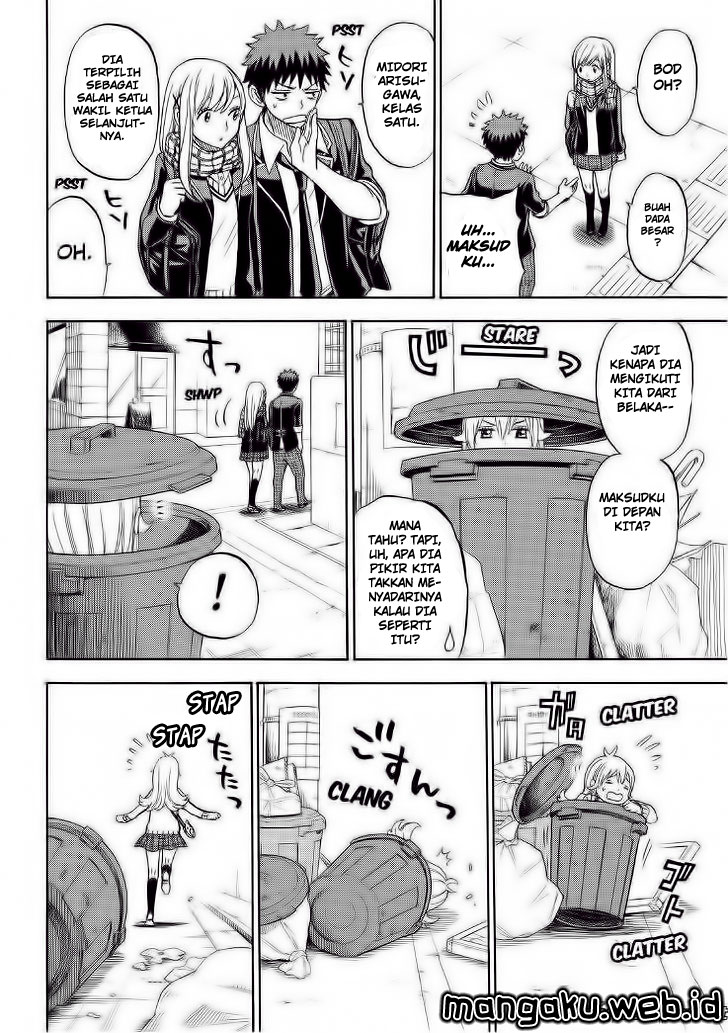 BOD
OH?
BUAH
DADA
BESAR
?
UH...
MAKSUD
KU...
PSST
MIDORI
ARISU-
GAWA,
KELAS
SATU.
DIA
TERPILIH
SEBAGAI
SALAH SATU
WAKIL KETUA
SELANJUT-
NYA.
ヒソ
PSST
ヒソ
OH.
JADI
KENAPA DIA
MENGIKUTI
KITA DARI
BELAKA--
MAKSUDKU
DI DEPAN
KITA?
STARE
じーっ
MANA
TAHU? TAPI,
UH, APA DIA
PIKIR KITA
TAKKAN ME-
NYADARINYA
KALAU DIA
SEPERTI
ITU?
すっ
SHWP
!
ガタ
CLATTER
ゴト
CLATTER
ごすんっ
CLANG
STAP
STAP
たたたっ
mangaku.web.id